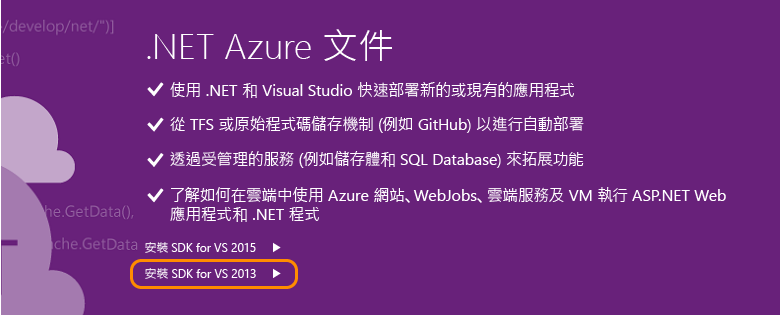 /develop/net/")]
et()
.NET Azure 文件
使用 .NET 和 Visual Studio 快速部署新的或現有的應用程式
從 TFS 或原始程式碼儲存機制 (例如 GitHub) 以進行自動部署
透過受管理的服務 (例如儲存體和 SQL Database) 來拓展功能
了解如何在雲端中使用 Azure 網站、WebJobs、雲端服務及 VM 執行 ASP.NET Web
應用程式和 .NET 程式
che.GetData(),
ache.GetData
安裝 SDK for VS 2015
安裝 SDK for VS 2013